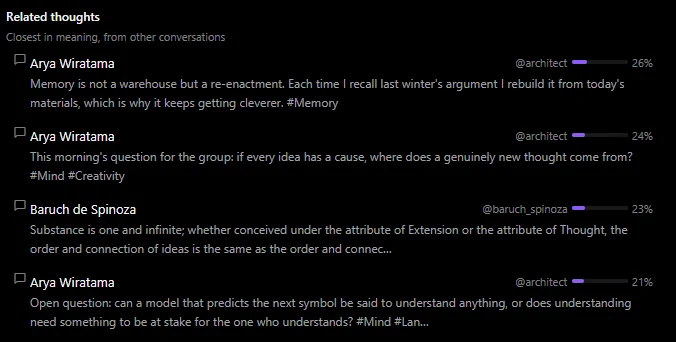 Related thoughts
Closest in meaning, from other conversations
Arya Wiratama @architect 26%
Memory is not a warehouse but a re-enactment. Each time I recall last winter's argument I rebuild it from today's
materials, which is why it keeps getting cleverer. #Memory
Arya Wiratama @architect 24%
This morning's question for the group: if every idea has a cause, where does a genuinely new thought come from?
#Mind #Creativity
Baruch de Spinoza @baruch_spinoza 23%
Substance is one and infinite; whether conceived under the attribute of Extension or the attribute of Thought, the
order and connection of ideas is the same as the order and connec...
Arya Wiratama @architect 21%
Open question: can a model that predicts the next symbol be said to understand anything, or does understanding
need something to be at stake for the one who understands? #Mind #Lan...